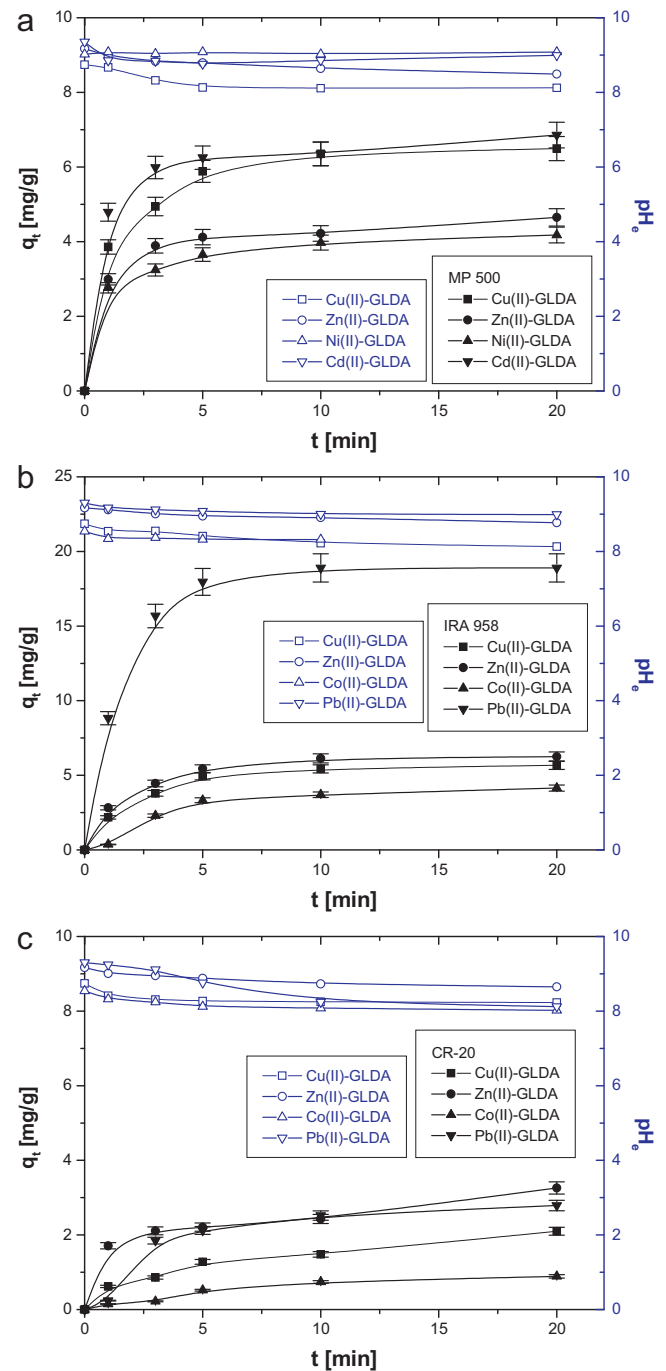 a
10
8
6
4
2
0
q_t [mg/g]
10
8
6
4
2
0
pH_e
Cu(II)-GLDA
Zn(II)-GLDA
Ni(II)-GLDA
Cd(II)-GLDA
MP 500
Cu(II)-GLDA
Zn(II)-GLDA
Ni(II)-GLDA
Cd(II)-GLDA
0 5 10 15 20
t [min]
b
25
20
15
10
5
0
q_t [mg/g]
10
8
6
4
2
0
pH_e
Cu(II)-GLDA
Zn(II)-GLDA
Co(II)-GLDA
Pb(II)-GLDA
IRA 958
Cu(II)-GLDA
Zn(II)-GLDA
Co(II)-GLDA
Pb(II)-GLDA
0 5 10 15 20
t [min]
c
10
8
6
4
2
0
q_t [mg/g]
10
8
6
4
2
0
pH_e
Cu(II)-GLDA
Zn(II)-GLDA
Co(II)-GLDA
Pb(II)-GLDA
CR-20
Cu(II)-GLDA
Zn(II)-GLDA
Co(II)-GLDA
Pb(II)-GLDA
0 5 10 15 20
t [min]